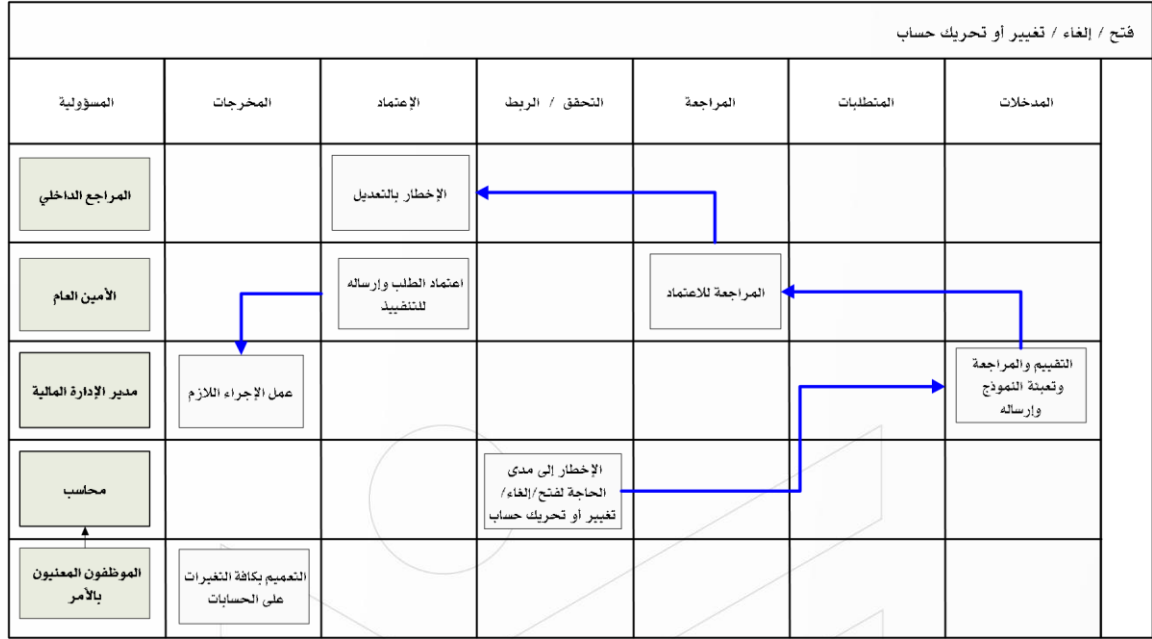 فتح / إلغاء / تغيير أو تحريك حساب
المدخلات
المتطلبات
المراجعة
التحقق / الربط
الإعتماد
المخرجات
المسؤولية
الإخطار بالتعديل
المراجع الداخلي
المراجعة للاعتماد
اعتماد الطلب وإرساله
للتنفييذ
الأمين العام
التقييم والمراجعة
وتعبئة النموذج
وإرساله
عمل الإجراء اللازم
مدير الإدارة المالية
الإخطار إلى مدى
الحاجة لفتح/إلغاء/
تغيير أو تحريك حساب
محاسب
التعميم بكافة التغيرات
على الحسابات
الموظفون المعنيون
بالأمر